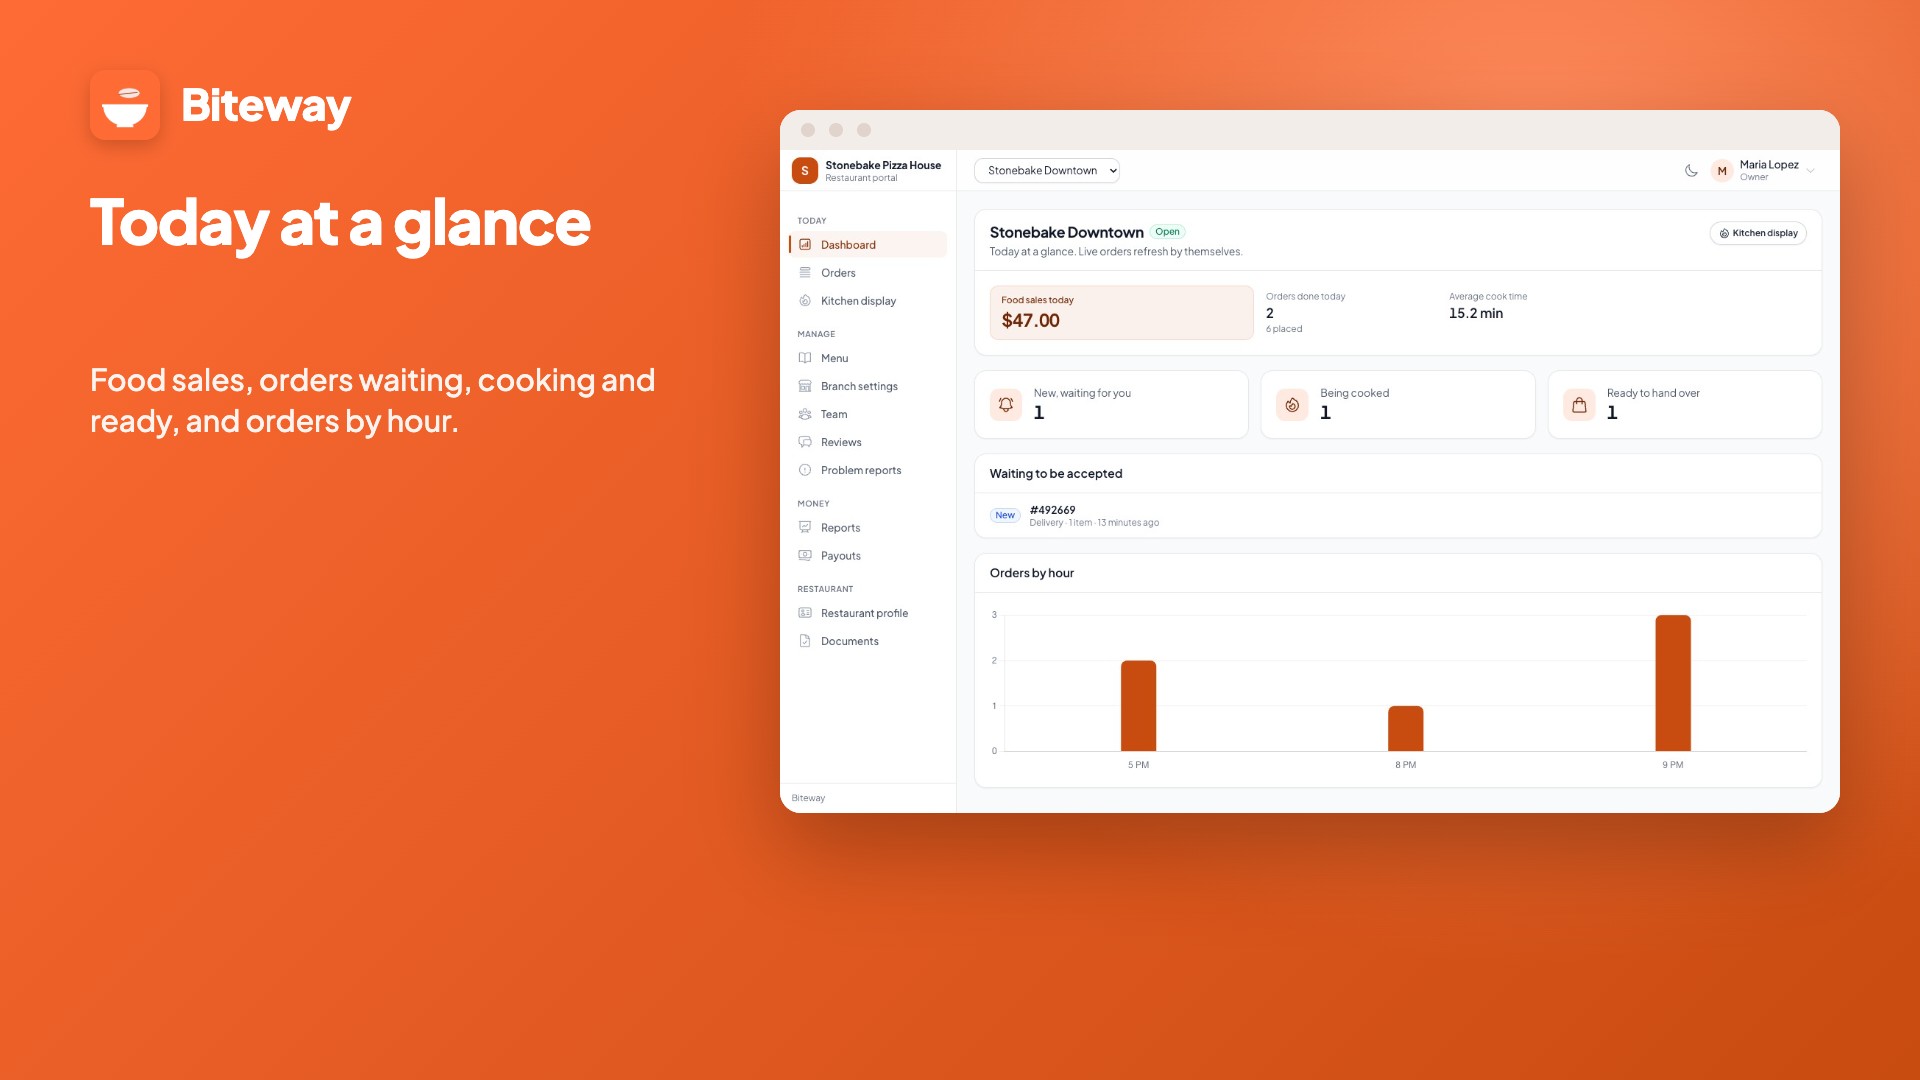 Biteway
Today at a glance
Food sales, orders waiting, cooking and
ready, and orders by hour.
S
Stonebake Pizza House
Restaurant portal
Stonebake Downtown
M
Maria Lopez
Owner
TODAY
Dashboard
Orders
Kitchen display
MANAGE
Menu
Branch settings
Team
Reviews
Problem reports
MONEY
Reports
Payouts
RESTAURANT
Restaurant profile
Documents
Biteway
Stonebake Downtown Open
Today at a glance. Live orders refresh by themselves.
Kitchen display
Food sales today
$47.00
Orders done today
2
6 placed
Average cook time
15.2 min
New, waiting for you
1
Being cooked
1
Ready to hand over
1
Waiting to be accepted
New
#492669
Delivery · 1 item · 13 minutes ago
Orders by hour
3
2
1
0
5 PM 8 PM 9 PM